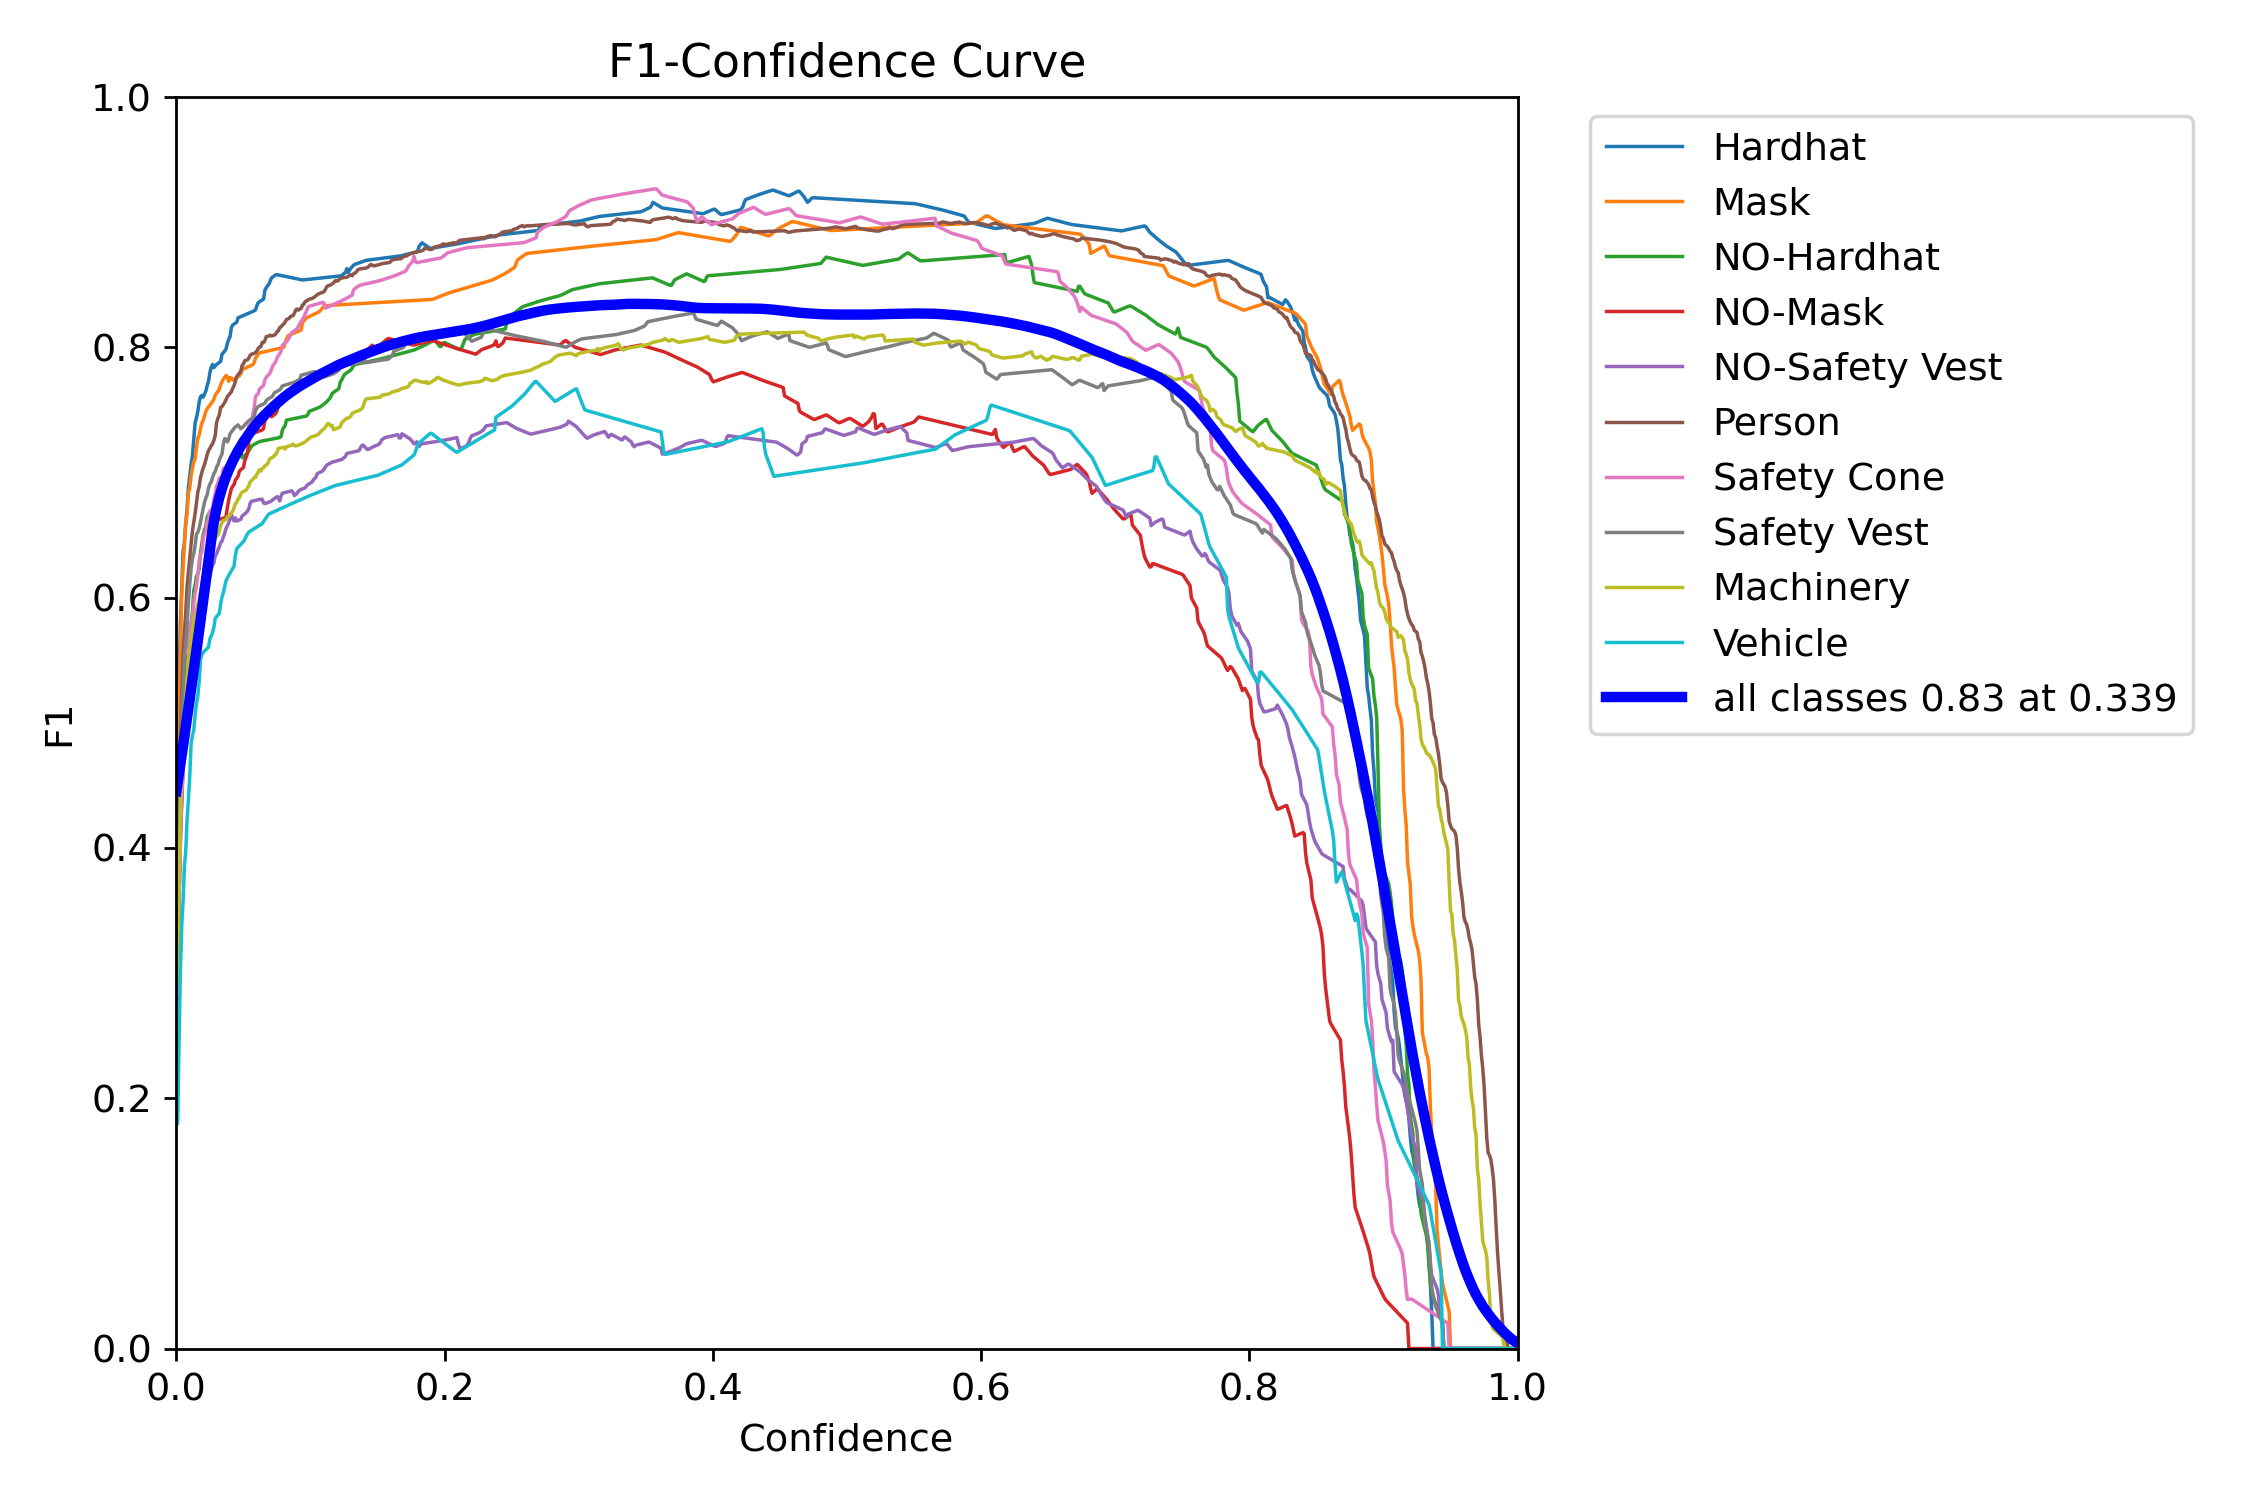 F1-Confidence Curve
1.0
0.8
0.6
0.4
0.2
0.0
F1
0.0 0.2 0.4 0.6 0.8 1.0
Confidence
Hardhat
Mask
NO-Hardhat
NO-Mask
NO-Safety Vest
Person
Safety Cone
Safety Vest
Machinery
Vehicle
all classes 0.83 at 0.339